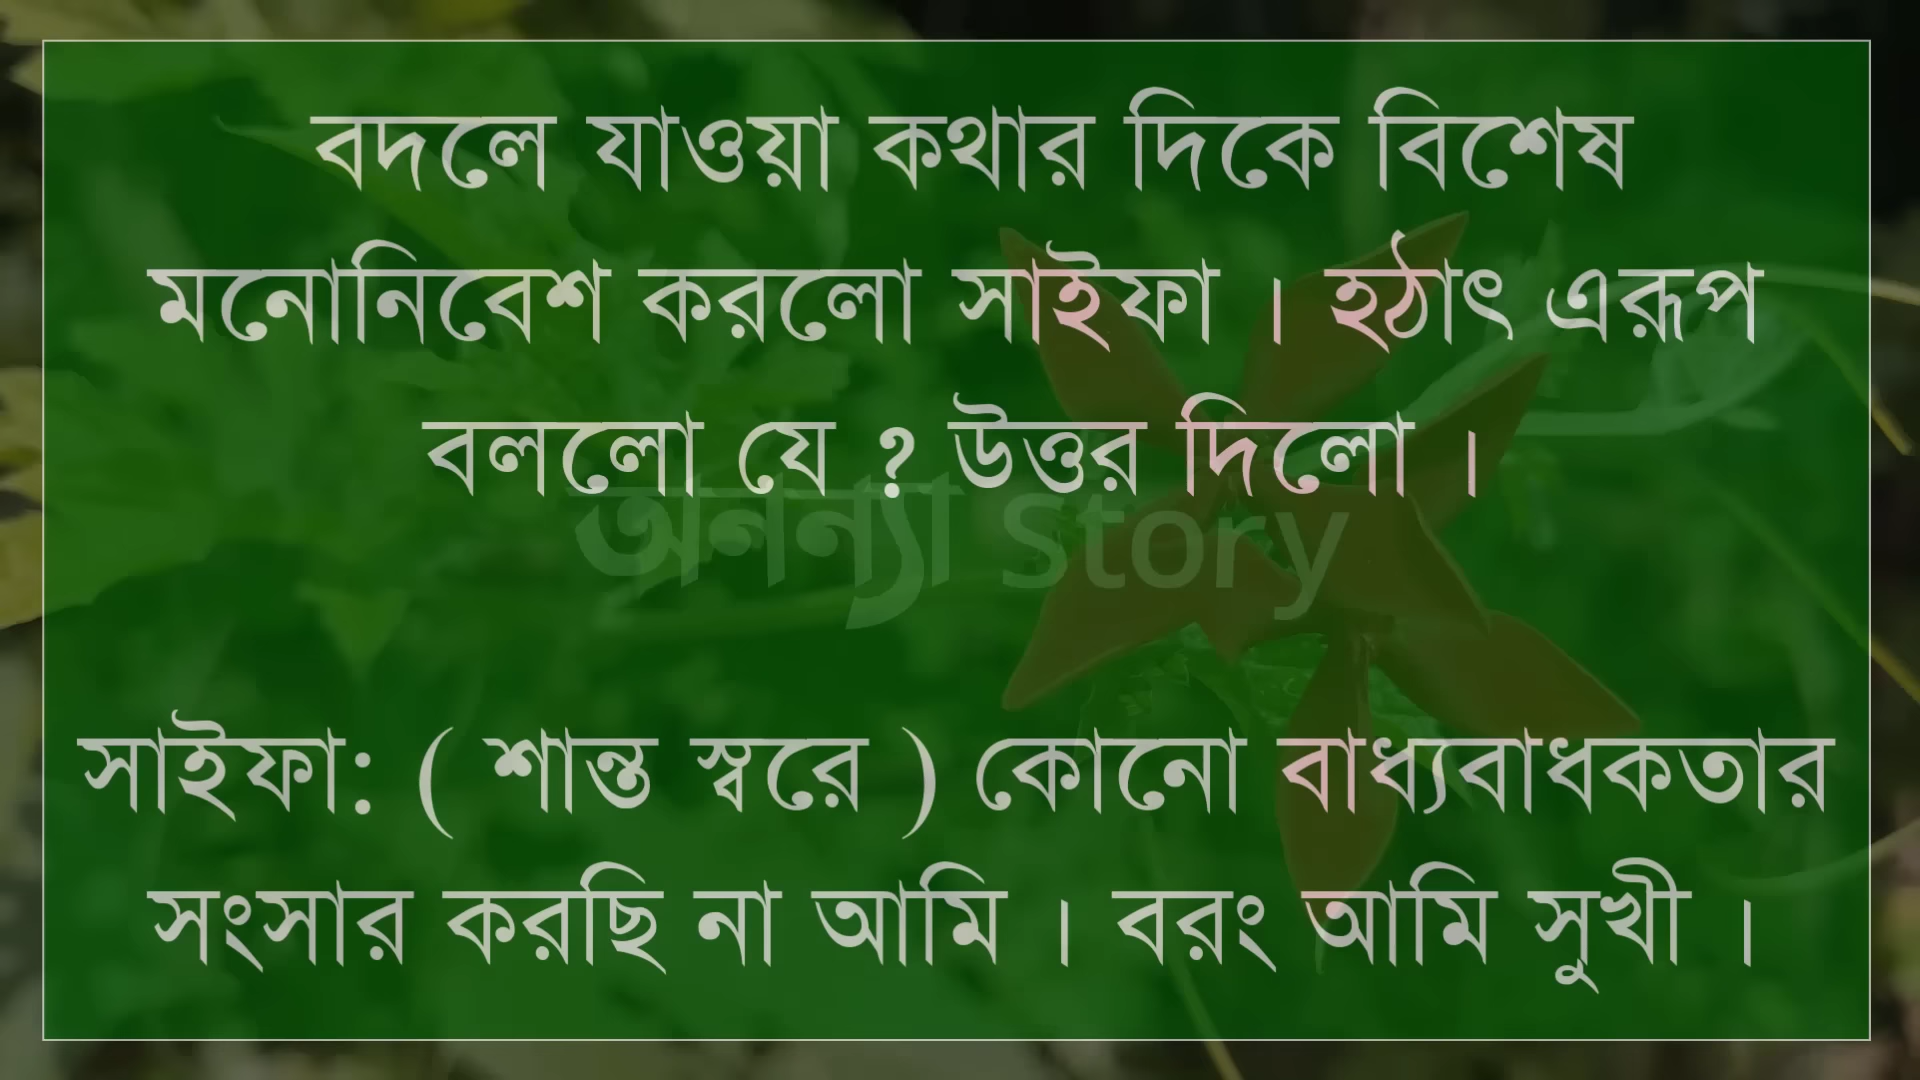 বদলে যাওয়া কথার দিকে বিশেষ
মনোনিবেশ করলো সাইফা । হঠাৎ এরূপ
বললো যে ? উত্তর দিলো ।
অনন্যা Story
সাইফা: ( শান্ত স্বরে ) কোনো বাধ্যবাধকতার
সংসার করছি না আমি । বরং আমি সুখী ।